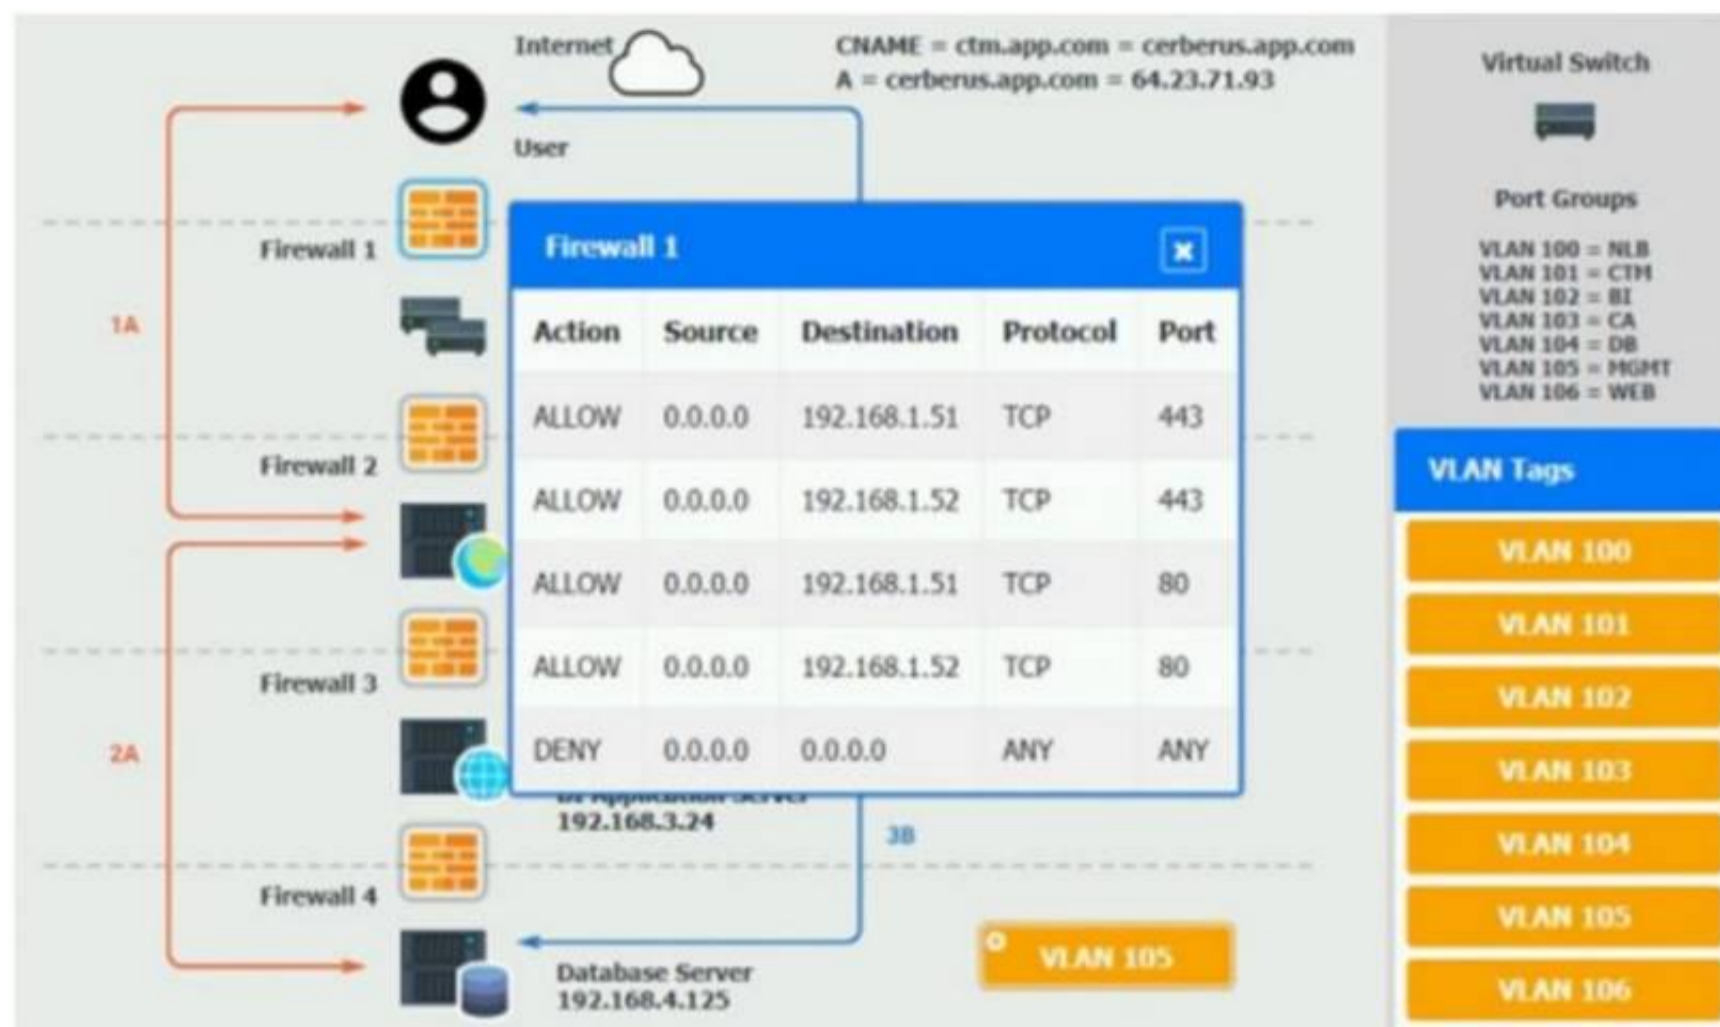 Internet
CNAME = ctm.app.com = cerberus.app.com
A = cerberus.app.com = 64.23.71.93
User
Firewall 1
1A
Firewall 2
Firewall 3
2A
Firewall 4
Firewall 1
x
Action Source Destination Protocol Port
ALLOW 0.0.0.0 192.168.1.51 TCP 443
ALLOW 0.0.0.0 192.168.1.52 TCP 443
ALLOW 0.0.0.0 192.168.1.51 TCP 80
ALLOW 0.0.0.0 192.168.1.52 TCP 80
DENY 0.0.0.0 0.0.0.0 ANY ANY
BI Application Server
192.168.3.24
3B
Database Server
192.168.4.125
VLAN 105
Virtual Switch
Port Groups
VLAN 100 = NLB
VLAN 101 = CTM
VLAN 102 = BI
VLAN 103 = CA
VLAN 104 = DB
VLAN 105 = MGMT
VLAN 106 = WEB
VLAN Tags
VLAN 100
VLAN 101
VLAN 102
VLAN 103
VLAN 104
VLAN 105
VLAN 106